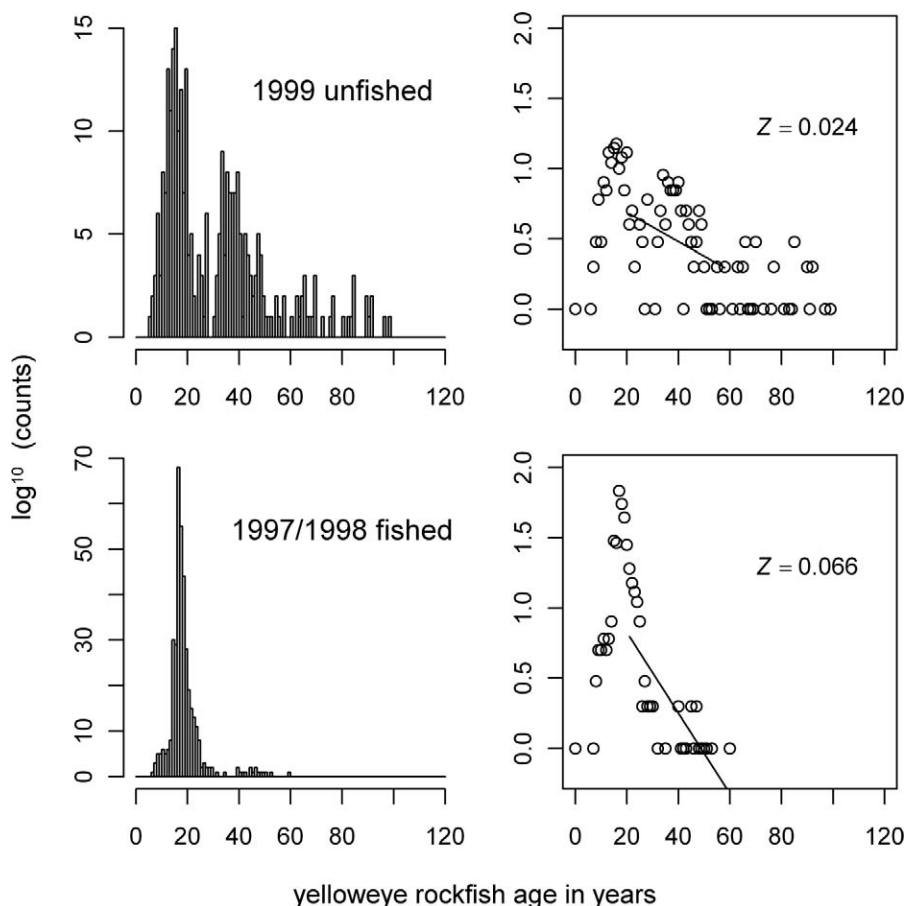 15
10
5
0
1999 unfished
0 20 40 60 80 120
2.0
1.5
1.0
0.5
0.0
Z = 0.024
0 20 40 60 80 120
log¹⁰ (counts)
70
50
30
10
0
1997/1998 fished
0 20 40 60 80 120
2.0
1.5
1.0
0.5
0.0
Z = 0.066
0 20 40 60 80 120
yelloweye rockfish age in years